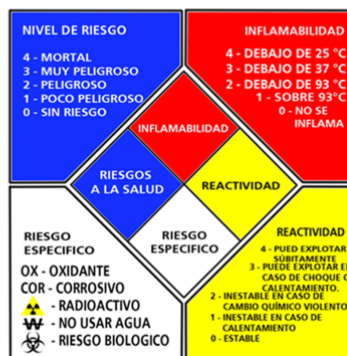 NIVEL DE RIESGO
4 - MORTAL
3 - MUY PELIGROSO
2 - PELIGROSO
1 - POCO PELIGROSO
0 - SIN RIESGO
INFLAMABILIDAD
4 - DEBAJO DE 25 °C
3 - DEBAJO DE 37 °C
2 - DEBAJO DE 93 °C
1 - SOBRE 93°C
0 - NO SE
INFLAMA
INFLAMABILIDAD
RIESGOS
A LA SALUD
REACTIVIDAD
RIESGO
ESPECIFICO
RIESGO
ESPECIFICO
OX - OXIDANTE
COR - CORROSIVO
- RADIOACTIVO
W - NO USAR AGUA
- RIESGO BIOLOGICO
REACTIVIDAD
4 - PUED EXPLOTAR
SÚBITAMENTE
3 - PUEDE EXPLOTAR E
CASO DE CHOQUE O
CALENTAMIENTO.
2 - INESTABLE EN CASO DE
CAMBIO QUÍMICO VIOLENTO
1 - INESTABLE EN CASO DE
CALENTAMIENTO
0 - ESTABLE